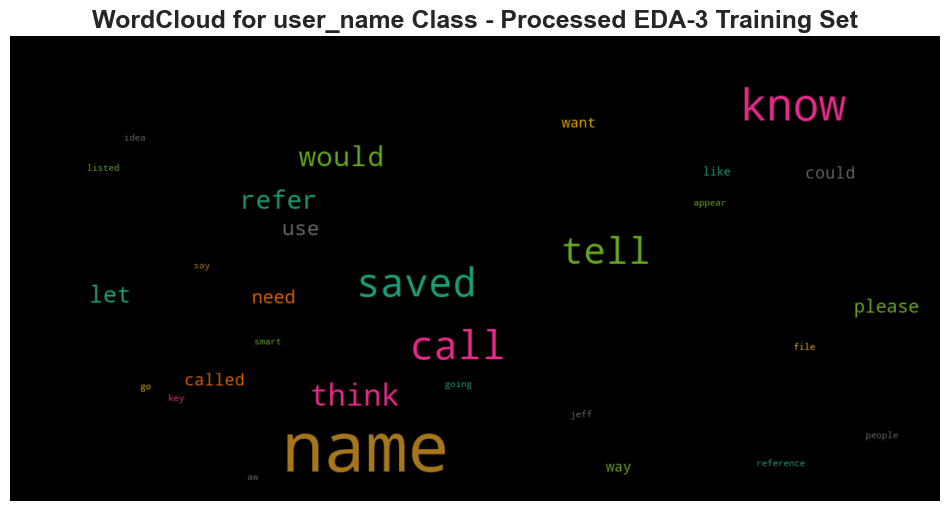 WordCloud for user_name Class - Processed EDA-3 Training Set
know
want
idea
would
listed
like
could
refer
appear
use
tell
say
saved
let
need
please
smart
call
file
called
going
go
think
key
jeff
name
people
way
reference
aw